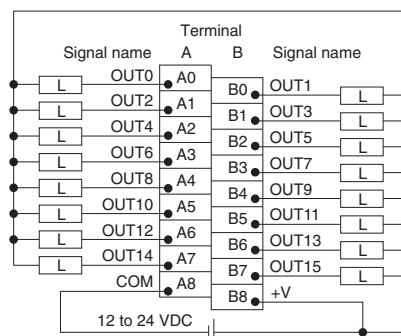 Terminal
Signal name A B Signal name
L OUT0 A0 B0 OUT1 L
L OUT2 A1 B1 OUT3 L
L OUT4 A2 B2 OUT5 L
L OUT6 A3 B3 OUT7 L
L OUT8 A4 B4 OUT9 L
L OUT10 A5 B5 OUT11 L
L OUT12 A6 B6 OUT13 L
L OUT14 A7 B7 OUT15 L
COM A8 B8 +V
12 to 24 VDC